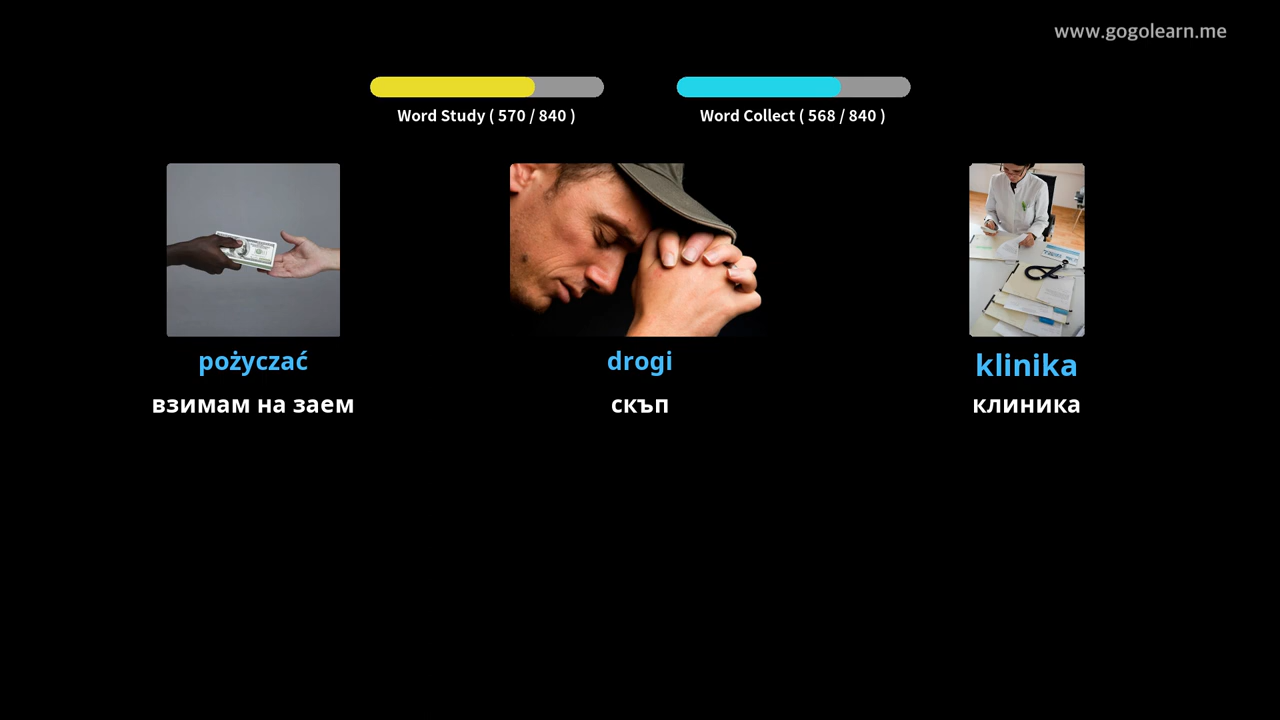 www.gogolearn.me
Word Study ( 570 / 840 )
Word Collect ( 568 / 840 )
pożyczać
drogi
klinika
взимам на заем
скъп
клиника